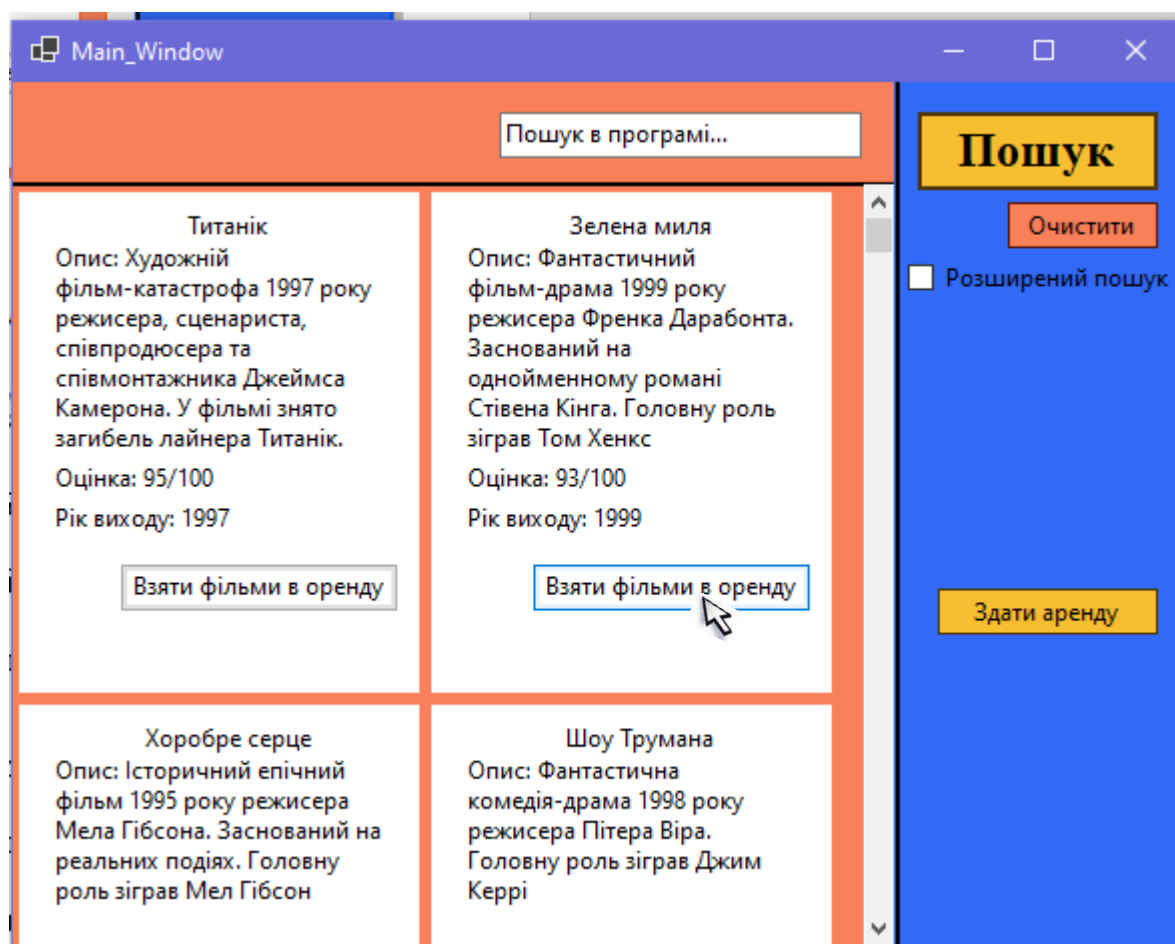 Main_Window
Пошук в програмі...
Пошук
Очистити
Розширений пошук
Титанік
Опис: Художній
фільм-катастрофа 1997 року
режисера, сценариста,
співпродюсера та
співмонтажника Джеймса
Камерона. У фільмі знято
загибель лайнера Титанік.
Оцінка: 95/100
Рік виходу: 1997
Взяти фільми в оренду
Зелена миля
Опис: Фантастичний
фільм-драма 1999 року
режисера Френка Дарабонта.
Заснований на
однойменному романі
Стівена Кінга. Головну роль
зіграв Том Хенкс
Оцінка: 93/100
Рік виходу: 1999
Взяти фільми в оренду
Здати аренду
Хоробре серце
Опис: Історичний епічний
фільм 1995 року режисера
Мела Гібсона. Заснований на
реальних подіях. Головну
роль зіграв Мел Гібсон
Шоу Трумана
Опис: Фантастична
комедія-драма 1998 року
режисера Пітера Віра.
Головну роль зіграв Джим
Керрі